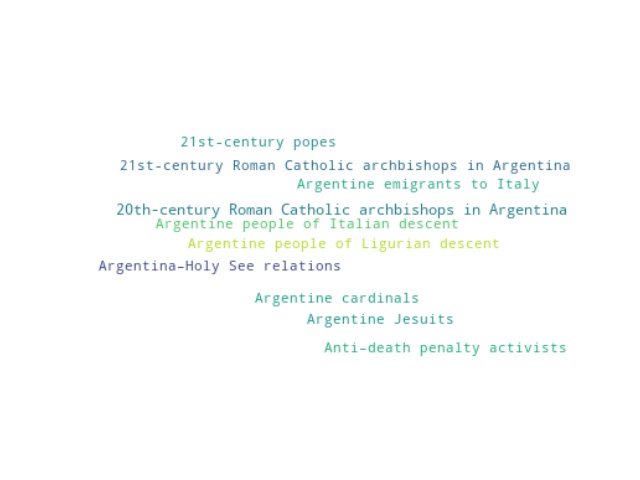 21st-century popes
21st-century Roman Catholic archbishops in Argentina
Argentine emigrants to Italy
20th-century Roman Catholic archbishops in Argentina
Argentine people of Italian descent
Argentine people of Ligurian descent
Argentina–Holy See relations
Argentine cardinals
Argentine Jesuits
Anti–death penalty activists